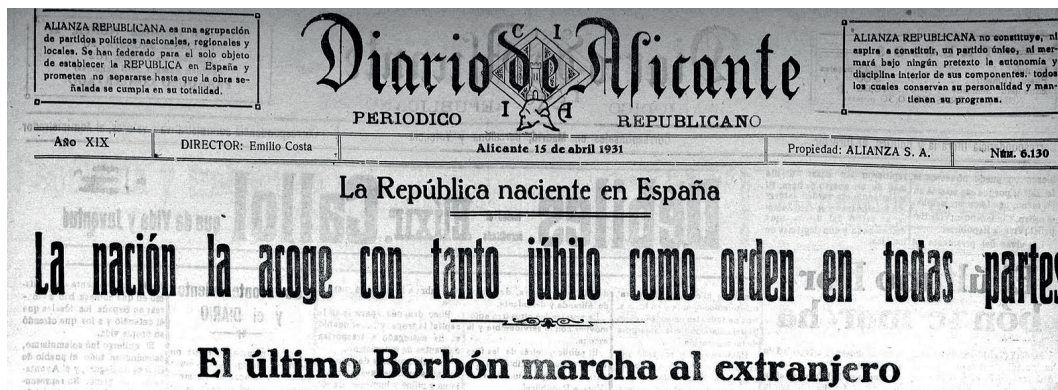 ALIANZA REPUBLICANA es una agrupación
de partidos políticos nacionales, regionales y
locales. Se han federado para el solo objeto
de establecer la REPUBLICA en España y
prometen no separarse hasta que la obra se-
ñalada se cumpla en su totalidad.
Diario de Alicante
C I
I A
PERIODICO REPUBLICANO
ALIANZA REPUBLICANA no constituye, ni
aspira a constituir, un partido único, ni mer-
mará bajo ningún pretexto la autonomía y
disciplina interior de sus componentes. todos
los cuales conservan su personalidad y man-
tienen su programa.
Año XIX DIRECTOR: Emilio Costa Alicante 15 de abril 1931 Propiedad: ALIANZA S. A. Núm. 6.130
La República naciente en España
La nación la acoge con tanto júbilo como orden en todas partes
El último Borbón marcha al extranjero